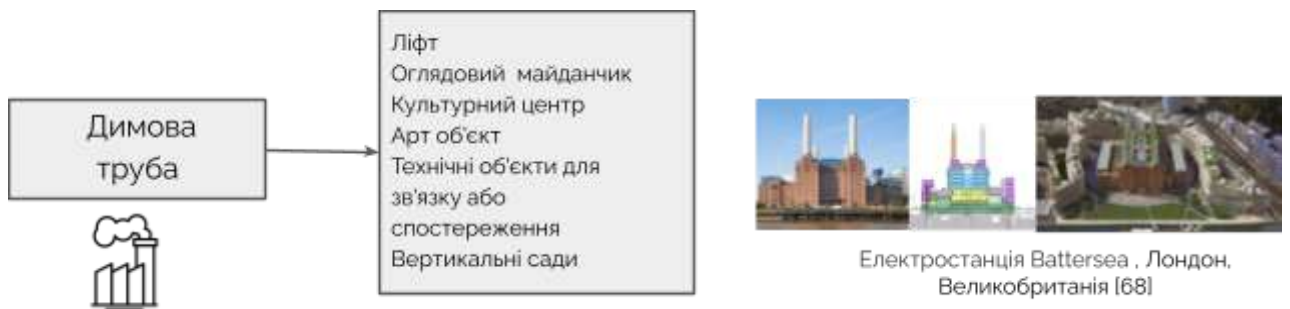 Димова
труба
Ліфт
Оглядовий майданчик
Культурний центр
Арт об'єкт
Технічні об'єкти для
зв'язку або
спостереження
Вертикальні сади
Електростанція Battersea , Лондон,
Великобританія [68]